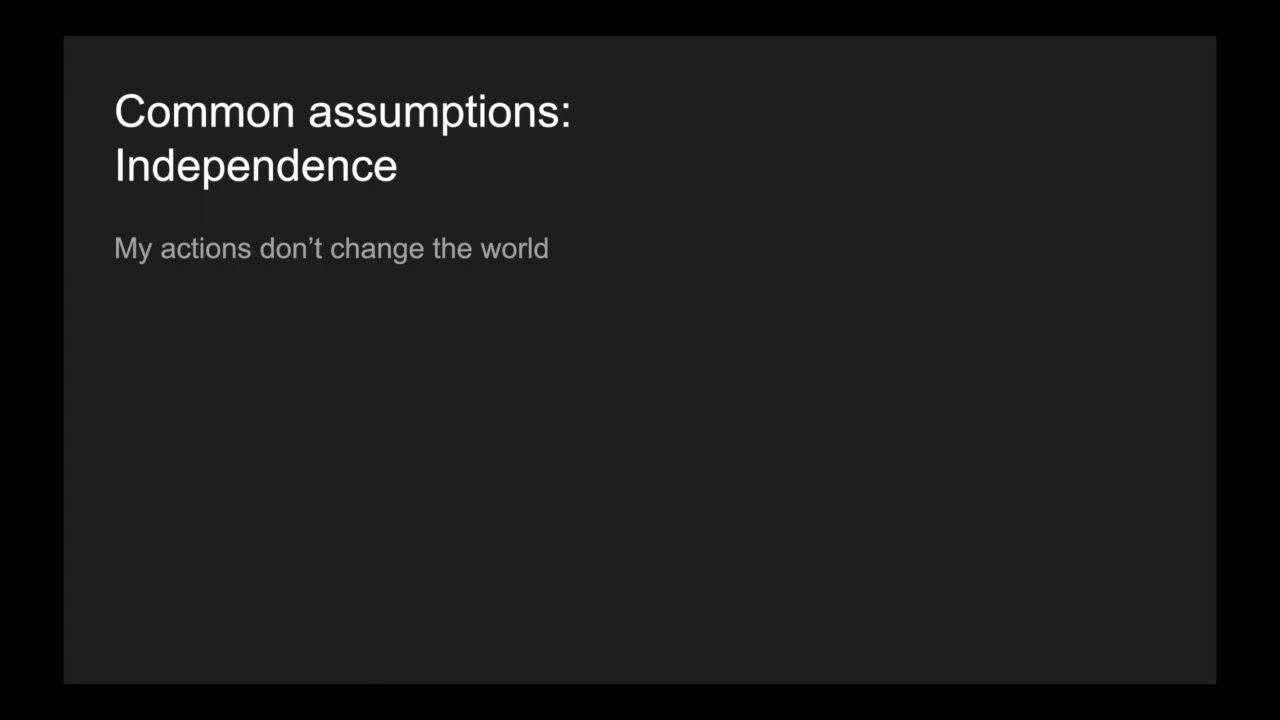 Common assumptions:
Independence
My actions don’t change the world